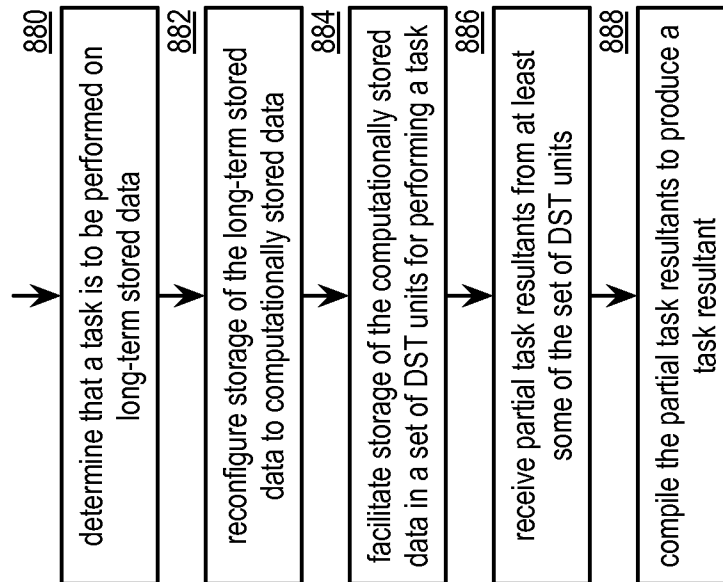 880
determine that a task is to be performed on
long-term stored data
882
reconfigure storage of the long-term stored
data to computationally stored data
884
facilitate storage of the computationally stored
data in a set of DST units for performing a task
886
receive partial task resultants from at least
some of the set of DST units
888
compile the partial task resultants to produce a
task resultant